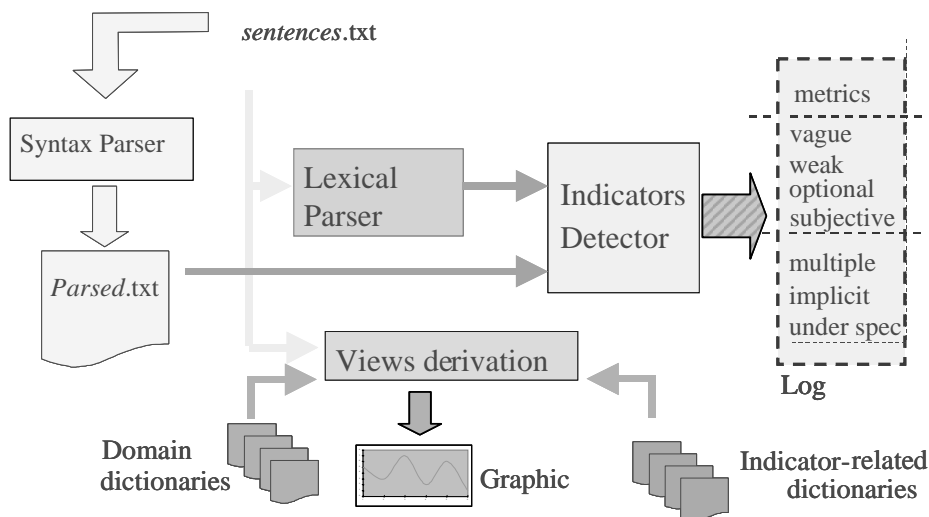 sentences.txt
Syntax Parser
Parsed.txt
Lexical
Parser
Indicators
Detector
metrics
vague
weak
optional
subjective
multiple
implicit
under spec
Log
Views derivation
Domain
dictionaries
Graphic
Indicator-related
dictionaries